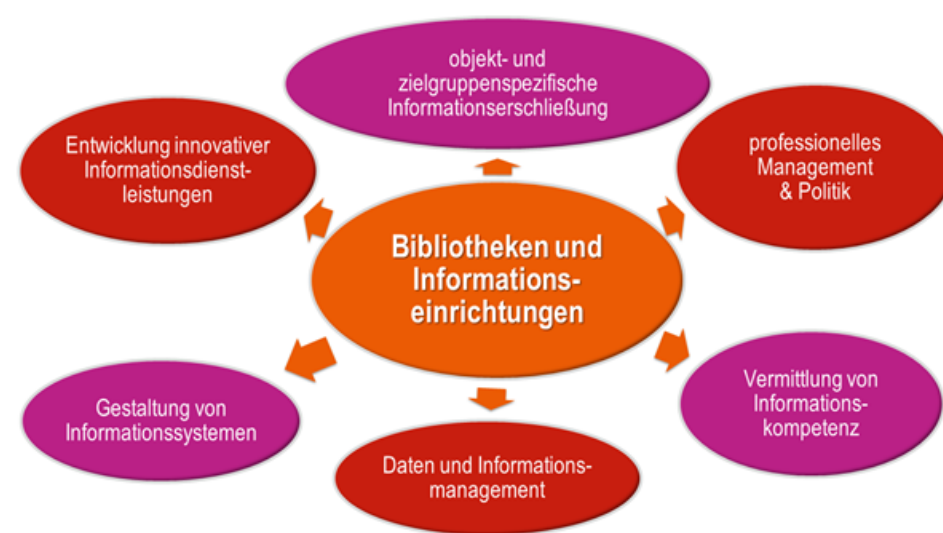 objekt- und
zielgruppenspezifische
Informationserschließung
Entwicklung innovativer
Informationsdienst-
leistungen
professionelles
Management
& Politik
Bibliotheken und
Informations-
einrichtungen
Gestaltung von
Informationssystemen
Vermittlung von
Informations-
kompetenz
Daten und Informations-
management